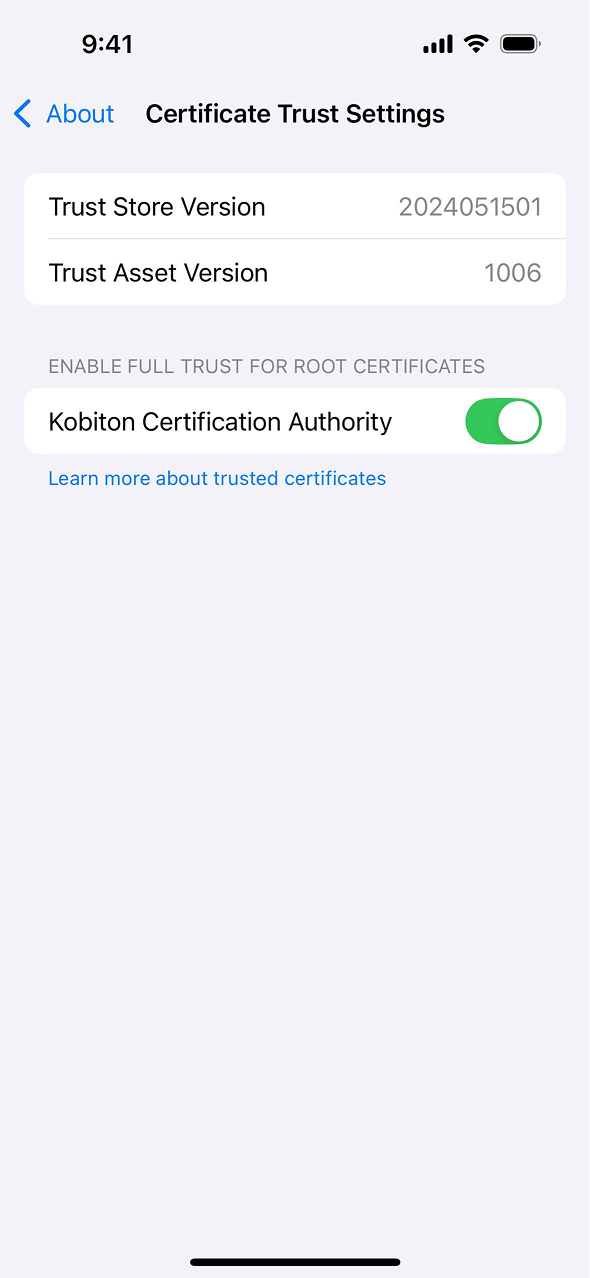 9:41
About Certificate Trust Settings
Trust Store Version 2024051501
Trust Asset Version 1006
ENABLE FULL TRUST FOR ROOT CERTIFICATES
Kobiton Certification Authority
Learn more about trusted certificates